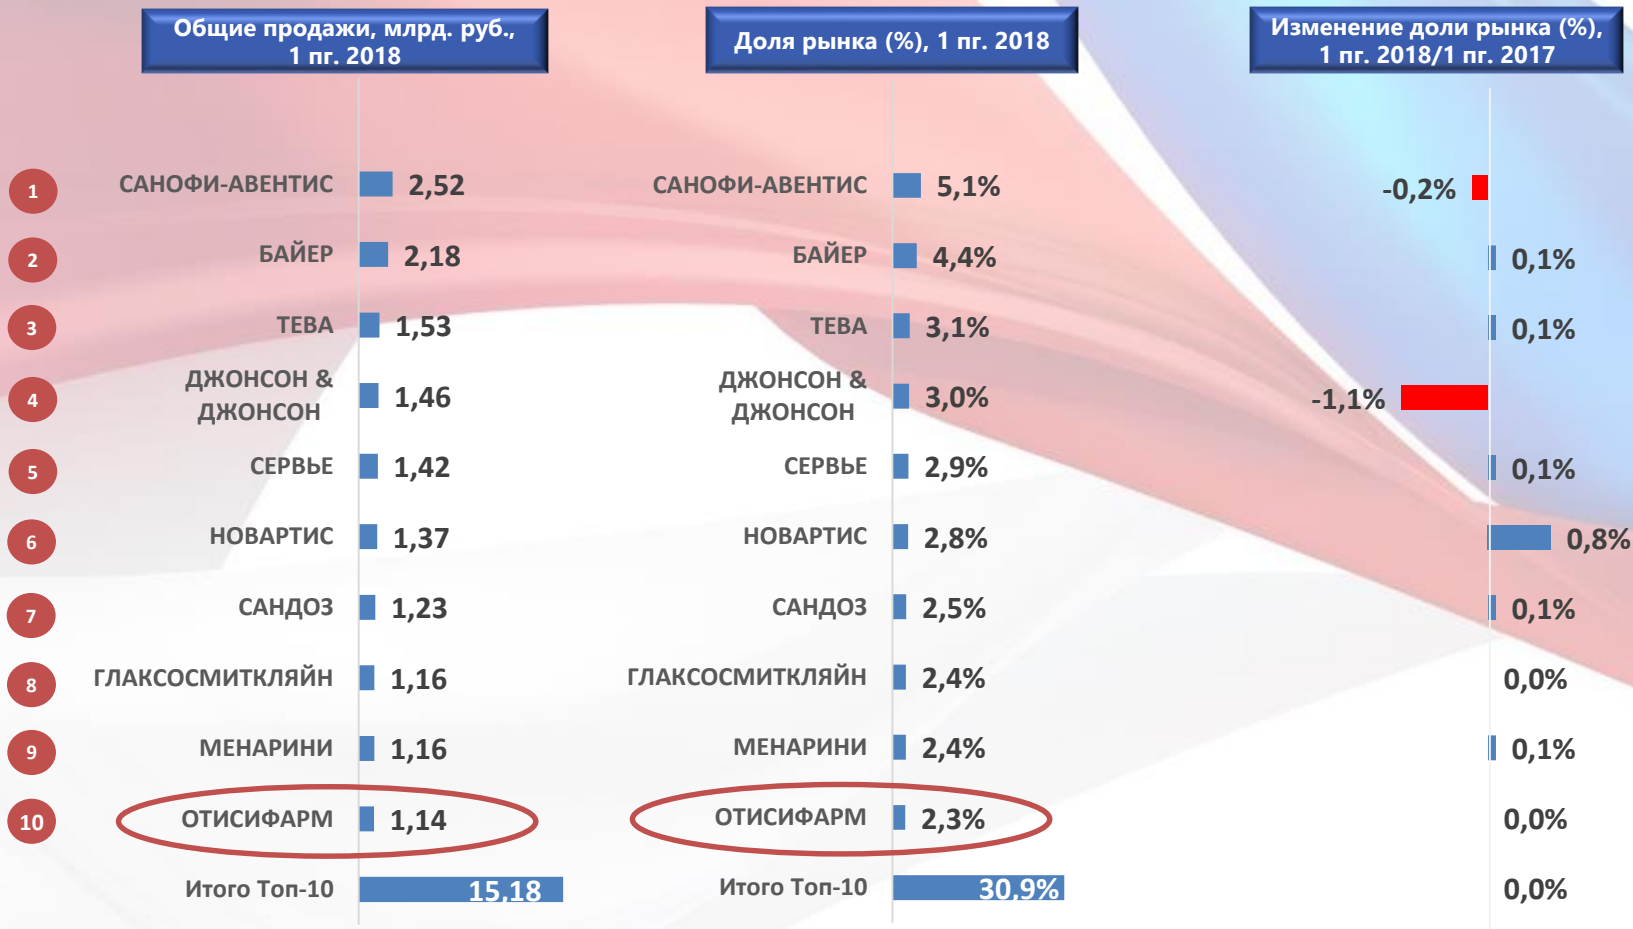 Общие продажи, млрд. руб.,
1 пг. 2018
Доля рынка (%), 1 пг. 2018
Изменение доли рынка (%),
1 пг. 2018/1 пг. 2017
1
САНОФИ-АВЕНТИС
2,52
САНОФИ-АВЕНТИС
5,1%
-0,2%
2
БАЙЕР
2,18
БАЙЕР
4,4%
0,1%
3
ТЕВА
1,53
ТЕВА
3,1%
0,1%
4
ДЖОНСОН &
ДЖОНСОН
1,46
ДЖОНСОН &
ДЖОНСОН
3,0%
-1,1%
5
СЕРВЬЕ
1,42
СЕРВЬЕ
2,9%
0,1%
6
НОВАРТИС
1,37
НОВАРТИС
2,8%
0,8%
7
САНДОЗ
1,23
САНДОЗ
2,5%
0,1%
8
ГЛАКСОСМИТКЛЯЙН
1,16
ГЛАКСОСМИТКЛЯЙН
2,4%
0,0%
9
МЕНАРИНИ
1,16
МЕНАРИНИ
2,4%
0,1%
10
ОТИСИФАРМ
1,14
ОТИСИФАРМ
2,3%
0,0%
Итого Топ-10
15,18
Итого Топ-10
30,9%
0,0%